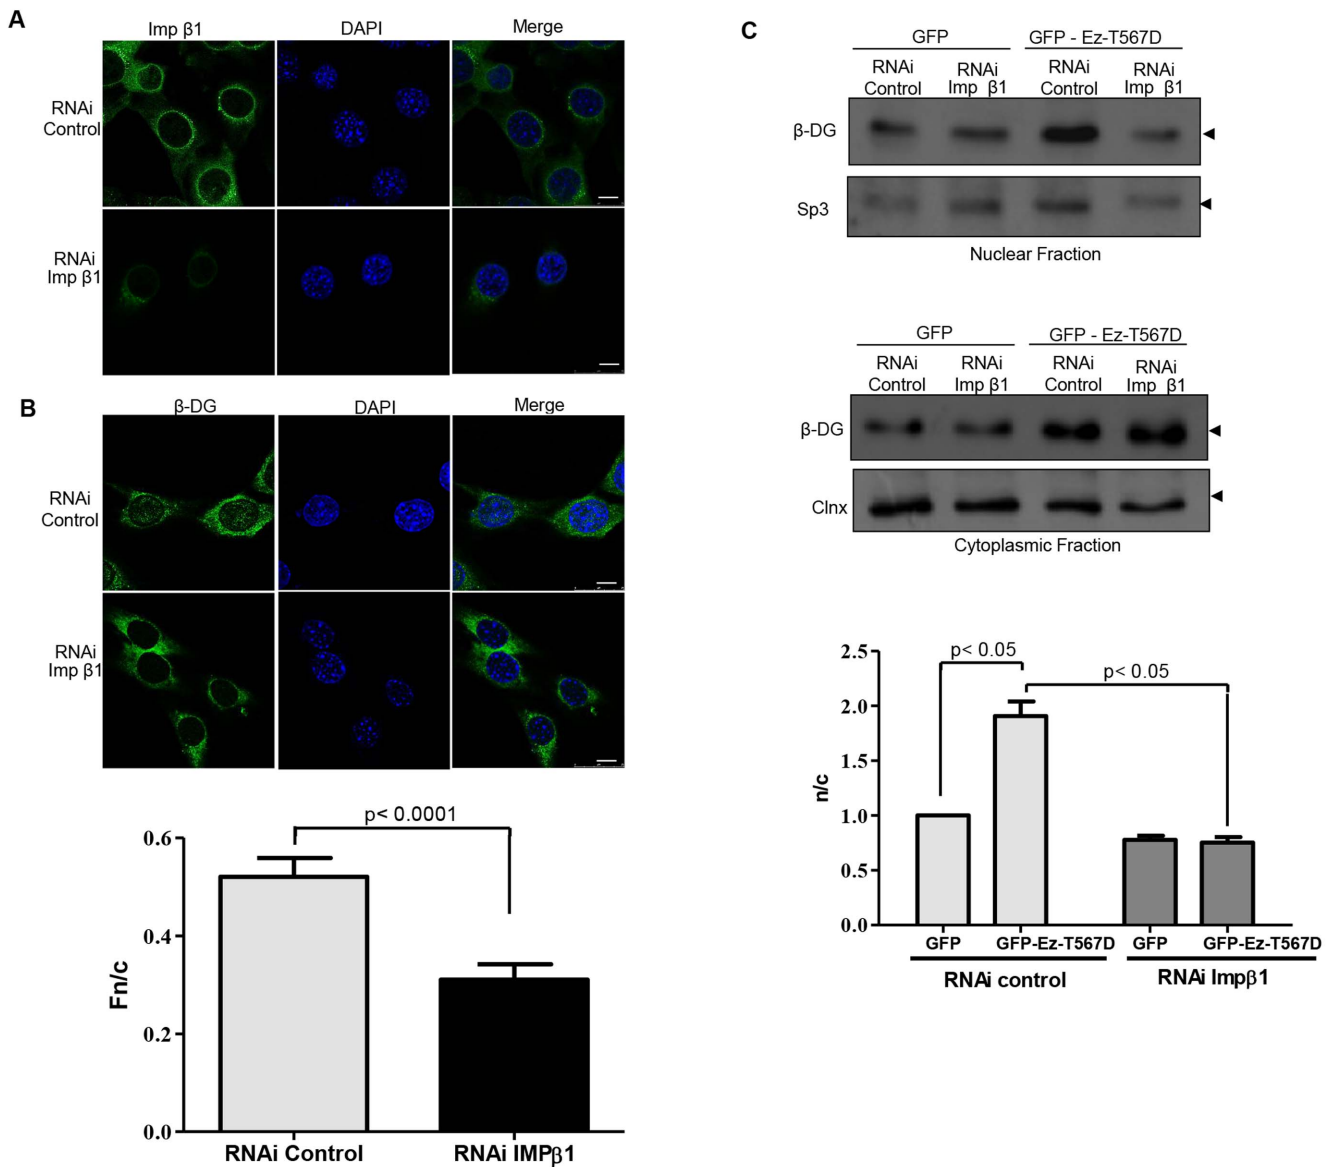 A
Imp β1 DAPI Merge
RNAi
Control
RNAi
Imp β1
B
β-DG DAPI Merge
RNAi
Control
RNAi
Imp β1
p< 0.0001
0.6
0.4
0.2
0.0
Fn/c
RNAi Control RNAi IMPβ1
C
GFP GFP - Ez-T567D
RNAi RNAi RNAi RNAi
Control Imp β1 Control Imp β1
β-DG
Sp3
Nuclear Fraction
GFP GFP - Ez-T567D
RNAi RNAi RNAi RNAi
Control Imp β1 Control Imp β1
β-DG
Clnx
Cytoplasmic Fraction
p< 0.05
p< 0.05
2.5
2.0
1.5
1.0
0.5
0.0
n/c
GFP GFP-Ez-T567D GFP GFP-Ez-T567D
RNAi control RNAi Impβ1